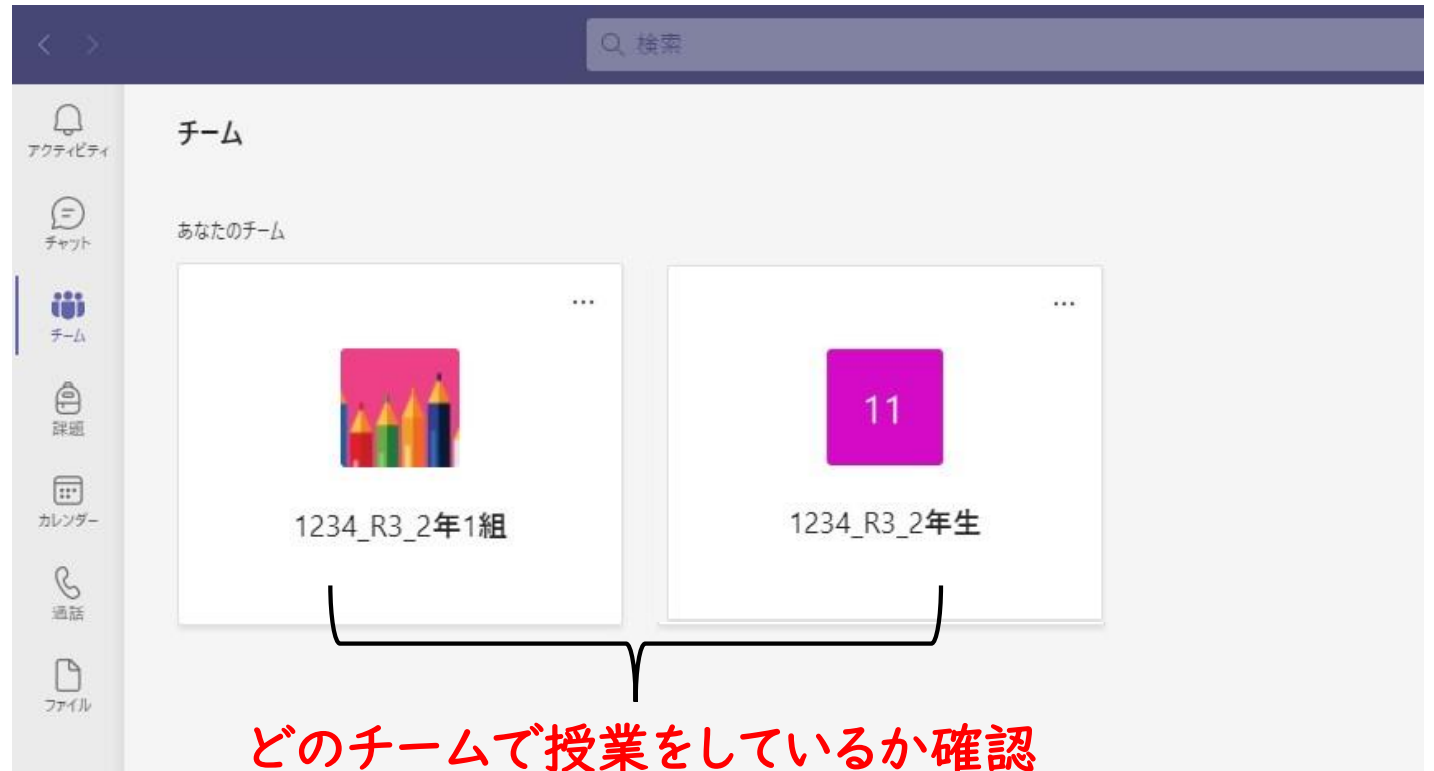 検索
アクティビティ
チャット
チーム
課題
カレンダー
通話
ファイル
チーム
あなたのチーム
1234_R3_2年1組
11
1234_R3_2年生
どのチームで授業をしているか確認